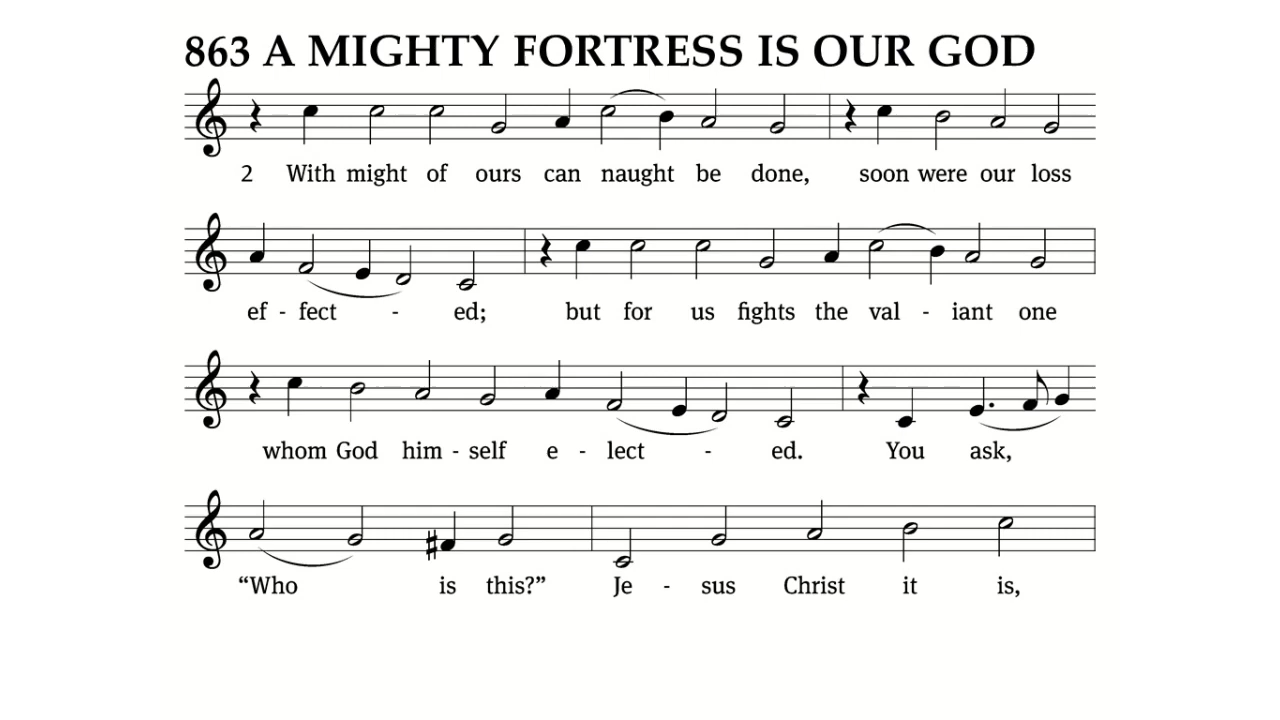 863 A MIGHTY FORTRESS IS OUR GOD
2 With might of ours can naught be done, soon were our loss
ef - fect - ed; but for us fights the val - iant one
whom God him - self e - lect - ed. You ask,
“Who is this?” Je - sus Christ it is,